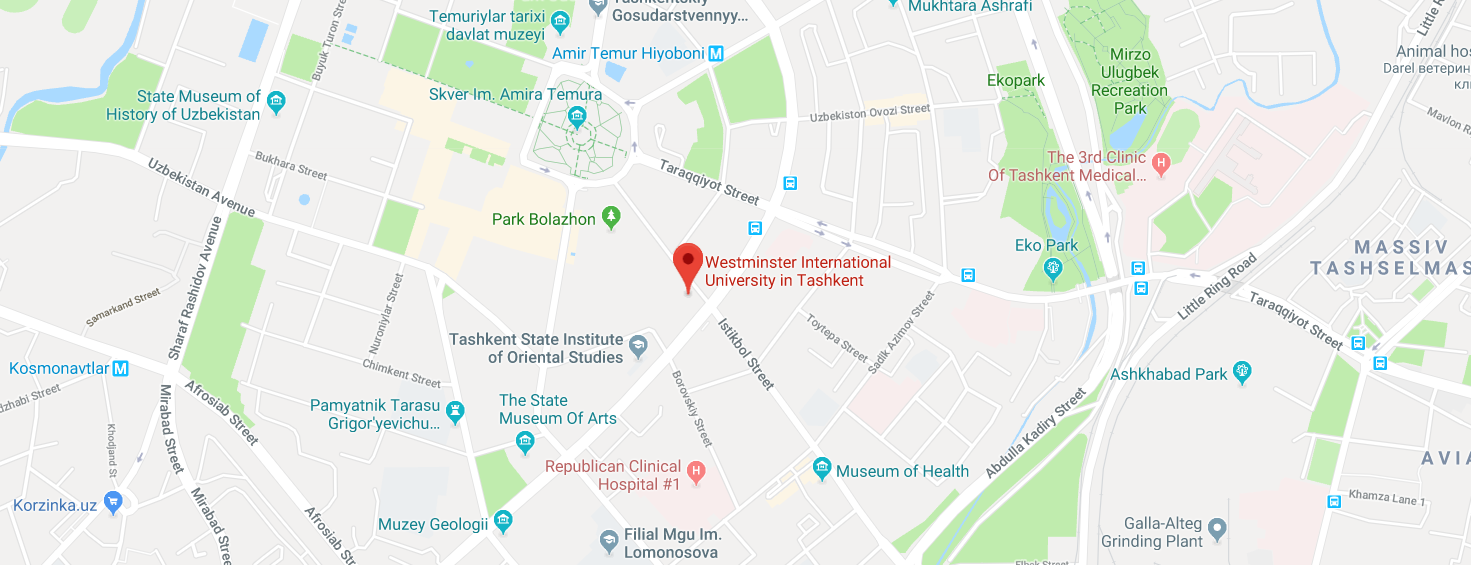 Tashkentskiy
Gosudarstvennyy...
Mukhtara Ashrafi
Temuriylar tarixi
davlat muzeyi
Amir Temur Hiyoboni
M
Buyuk Turon Street
Little Ring
Mirzo
Ulugbek
Recreation
Park
Animal hos
Darel ветерин
кли
Ekopark
State Museum of
History of Uzbekistan
Skver Im. Amira Temura
Uzbekiston Ovozi Street
Mavlon R
Bukhara Street
The 3rd Clinic
Of Tashkent Medical...
H
Uzbekistan Avenue
Taraqqiyot Street
Park Bolazhon
Eko Park
MASSIV
TASHSELMAS
Westminster International
University in Tashkent
Little Ring Road
Sharaf Rashidov Avenue
Samarkand Street
Nuroniylar Street
Taraqqiyot Street
Tashkent State Institute
of Oriental Studies
Istikbol Street
Toytepa Street
Sadik Azimov Street
Kosmonavtlar
M
Chimkent Street
Ashkhabad Park
dzhabi Street
Mirabad Street
Afrosiab Street
Borovskiy Street
Pamyatnik Tarasu
Grigor'yevichu...
The State
Museum Of Arts
Abdulla Kadiry Street
Khodjand St
Republican Clinical
Hospital #1
H
Museum of Health
AVIA
Korzinka.uz
Mirabad Street
Afrosiab Street
Khamza Lane 1
Muzey Geologii
Filial Mgu Im.
Lomonosova
Galla-Alteg
Grinding Plant
Elbek Street